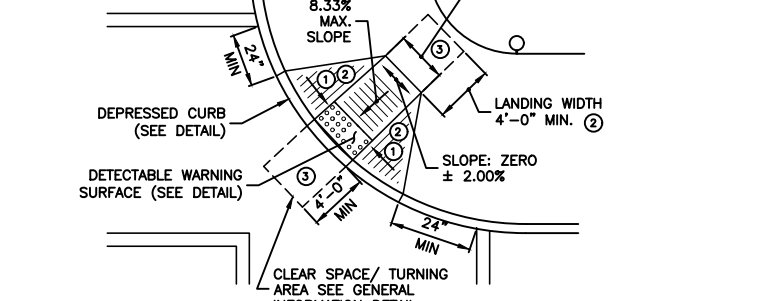 8.33%
MAX.
SLOPE
24"
MIN
1
2
3
DEPRESSED CURB
(SEE DETAIL)
LANDING WIDTH
4'-0" MIN. 2
2
1
DETECTABLE WARNING
SURFACE (SEE DETAIL)
SLOPE: ZERO
± 2.00%
3
4'-0"
MIN
24"
MIN
CLEAR SPACE/ TURNING
AREA SEE GENERAL
INFORMATION DETAIL